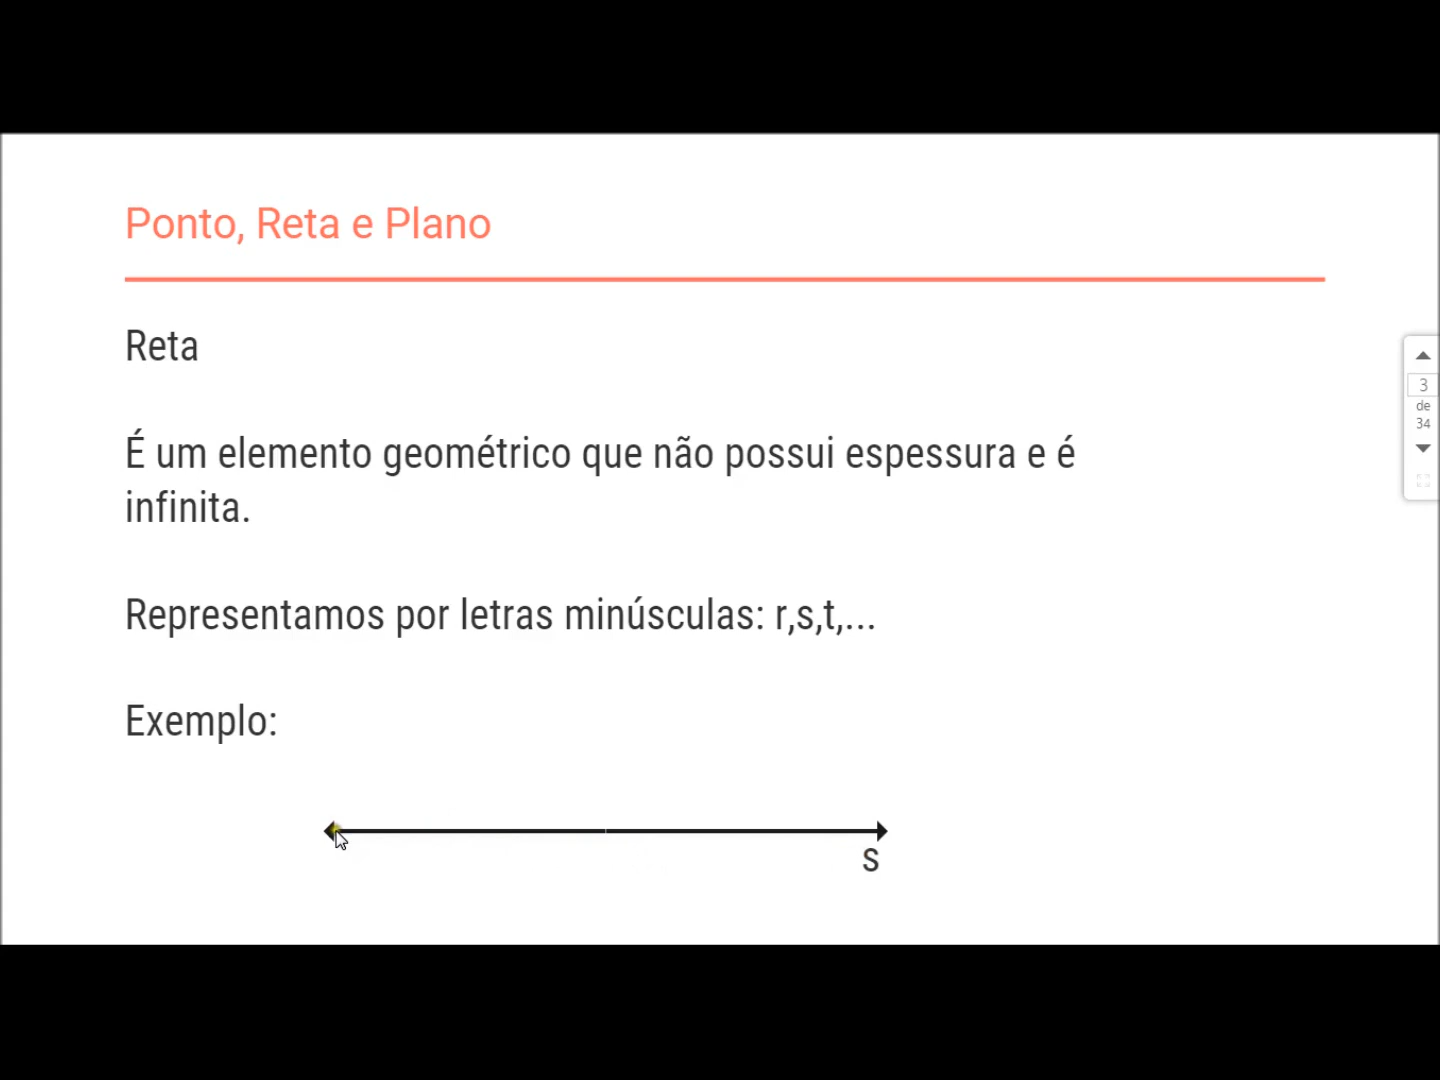 Ponto, Reta e Plano
Reta
É um elemento geométrico que não possui espessura e é
infinita.
Representamos por letras minúsculas: r,s,t,...
Exemplo:
s
3
de
34